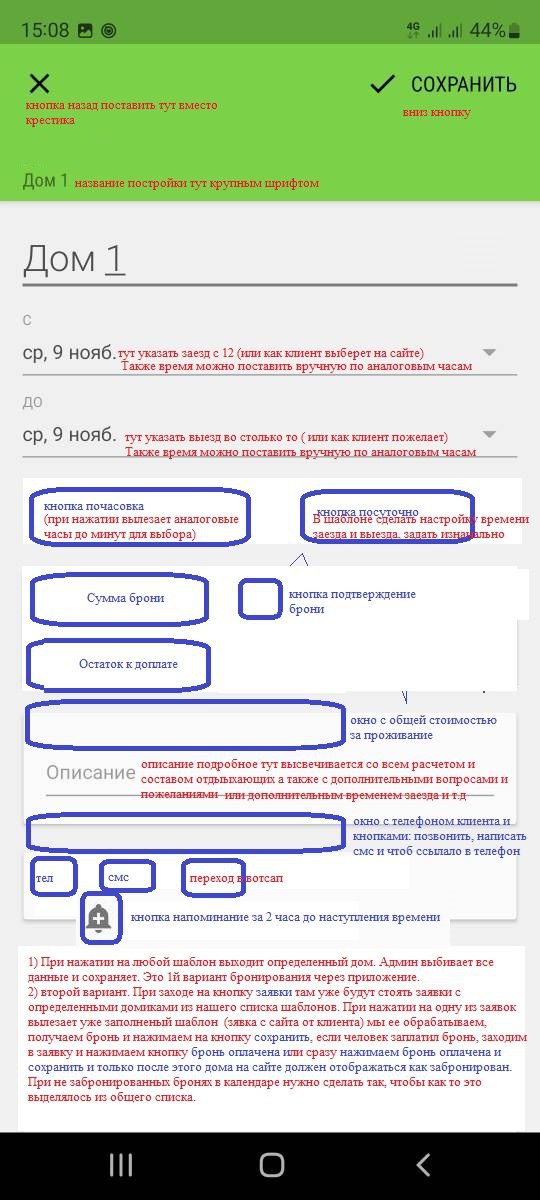 15:08 4G 44%
СОХРАНИТЬ
кнопка назад поставить тут вместо
крестика
вниз кнопку
Дом 1 название постройки тут крупным шрифтом
Дом 1
С
ср, 9 нояб. тут указать заезд с 12 (или как клиент выберет на сайте)
Также время можно поставить вручную по аналоговым часам
ДО
ср, 9 нояб. тут указать выезд во столько то ( или как клиент пожелает)
Также время можно поставить вручную по аналоговым часам
кнопка почасовка
(при нажатии вылезает аналоговые
часы до минут для выбора)
кнопка посуточно
В шаблоне сделать настройку времени
заезда и выезда. задать изначально
Сумма брони
кнопка подтверждение
брони
Остаток к доплате
окно с общей стоимостью
за проживание
Описание описание подробное тут высвечивается со всем расчетом и
составом отдыыхающих а также с дополнительными вопросами и
пожеланиями или дополнительным временем заезда и т.д
окно с телефоном клиента и
кнопками: позвонить, написать
смс и чтоб ссылало в телефон
тел
смс
переход в вотсап
кнопка напоминание за 2 часа до наступления времени
1) При нажатии на любой шаблон выходит определенный дом. Админ выбивает все
данные и сохраняет. Это 1й вариант бронирования через приложение.
2) второй вариант. При заходе на кнопку заявки там уже будут стоять заявки с
определенными домиками из нашего списка шаблонов. При нажатии на одну из заявок
вылезает уже заполненый шаблон (зявка с сайта от клиента) мы ее обрабатываем,
получаем бронь и нажимаем на кнопку сохранить, если человек заплатил бронь, заходим
в заявку и нажимаем кнопку бронь оплачена или сразу нажимаем бронь оплачена и
сохранить и только после этого дома на сайте должен отображаться как забронирован.
При не забронированных бронях в календаре нужно сделать так, чтобы как то это
выделялось из общего списка.